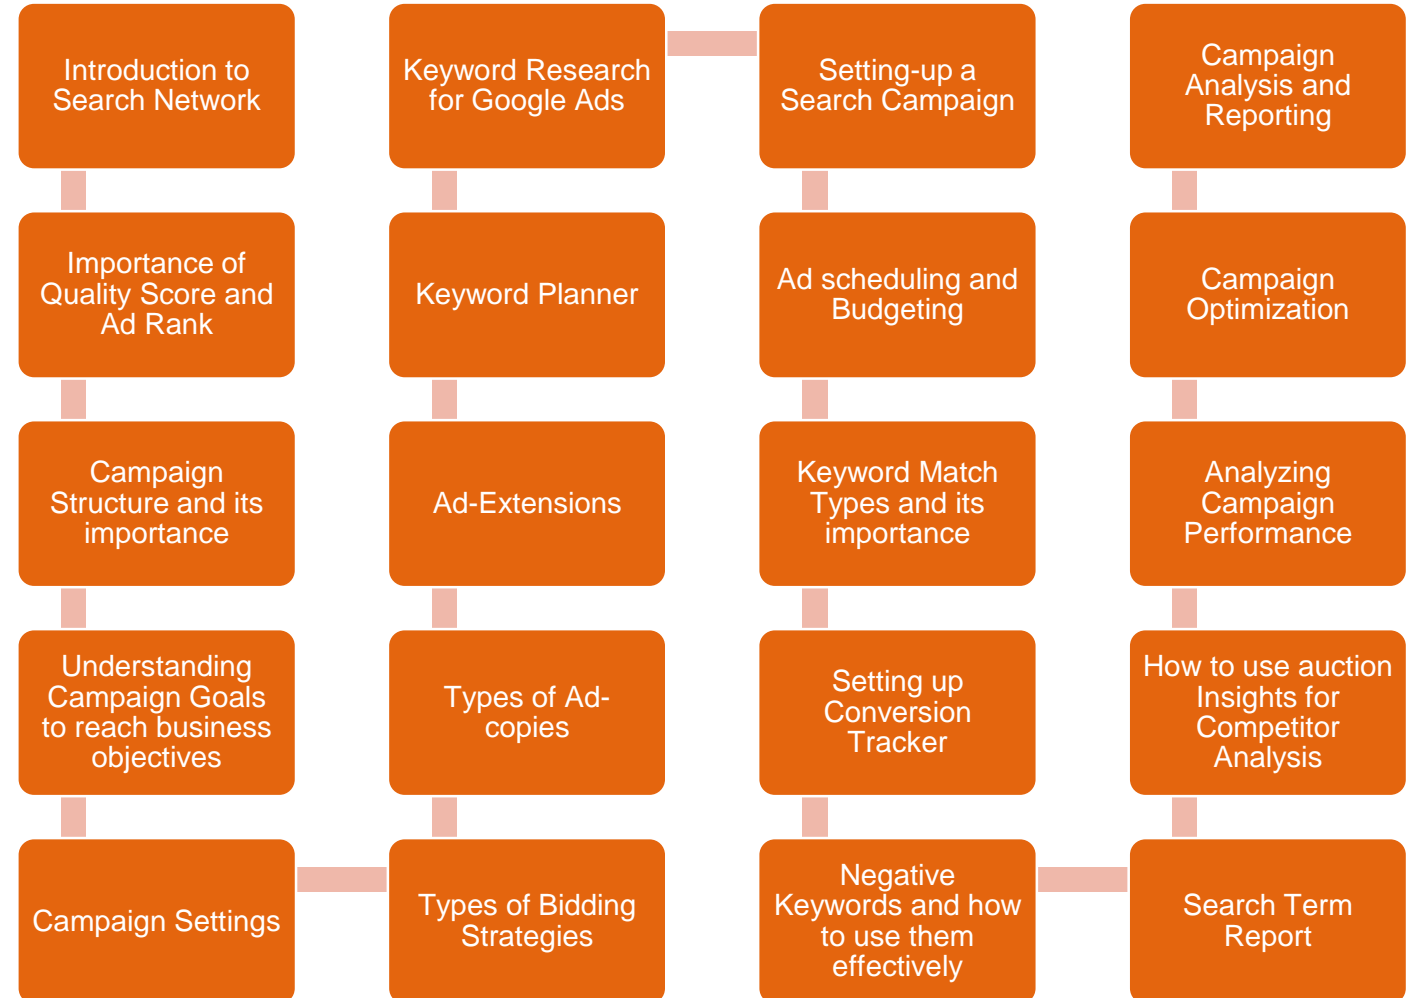 Introduction to
Search Network
Importance of
Quality Score and
Ad Rank
Campaign
Structure and its
importance
Understanding
Campaign Goals
to reach business
objectives
Campaign Settings
Types of Bidding
Strategies
Types of Ad-
copies
Ad-Extensions
Keyword Planner
Keyword Research
for Google Ads
Setting-up a
Search Campaign
Ad scheduling and
Budgeting
Keyword Match
Types and its
importance
Setting up
Conversion
Tracker
Negative
Keywords and how
to use them
effectively
Search Term
Report
How to use auction
Insights for
Competitor
Analysis
Analyzing
Campaign
Performance
Campaign
Optimization
Campaign
Analysis and
Reporting